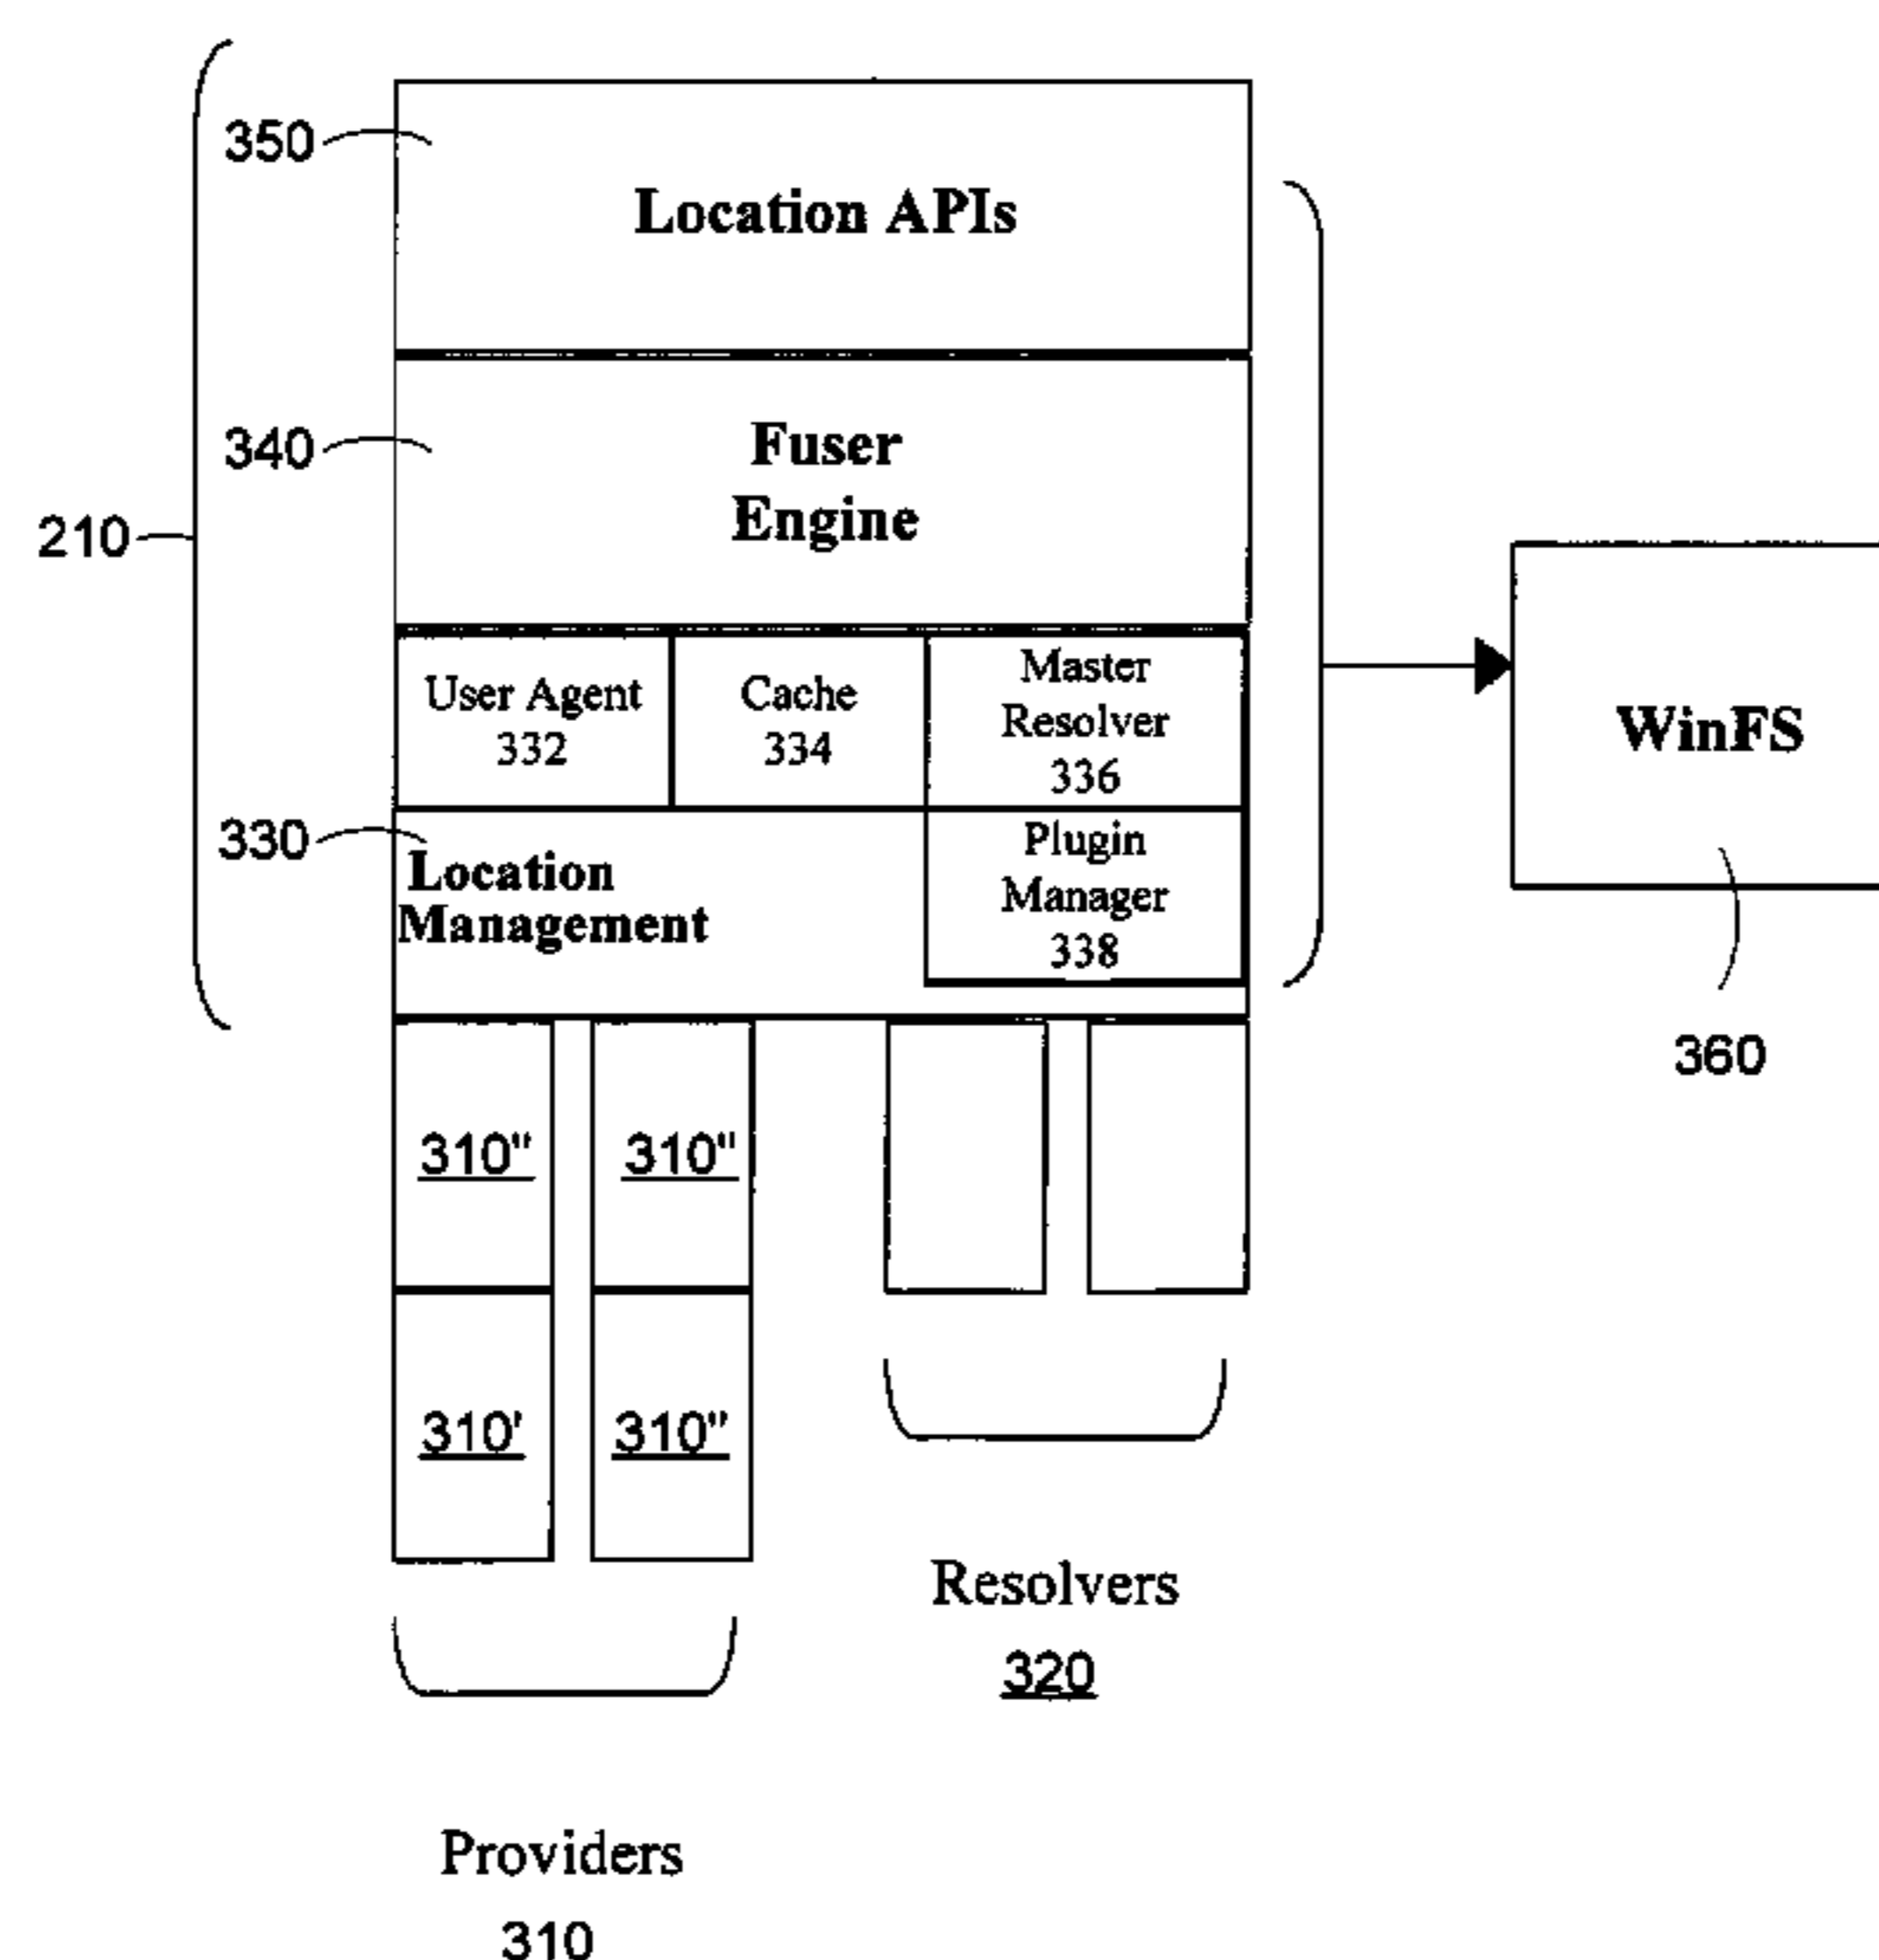 350
Location APIs
340
Fuser
Engine
210
User Agent
332
Cache
334
Master
Resolver
336
WinFS
330
Location
Management
Plugin
Manager
338
360
310"
310"
310'
310"
Resolvers
320
Providers
310